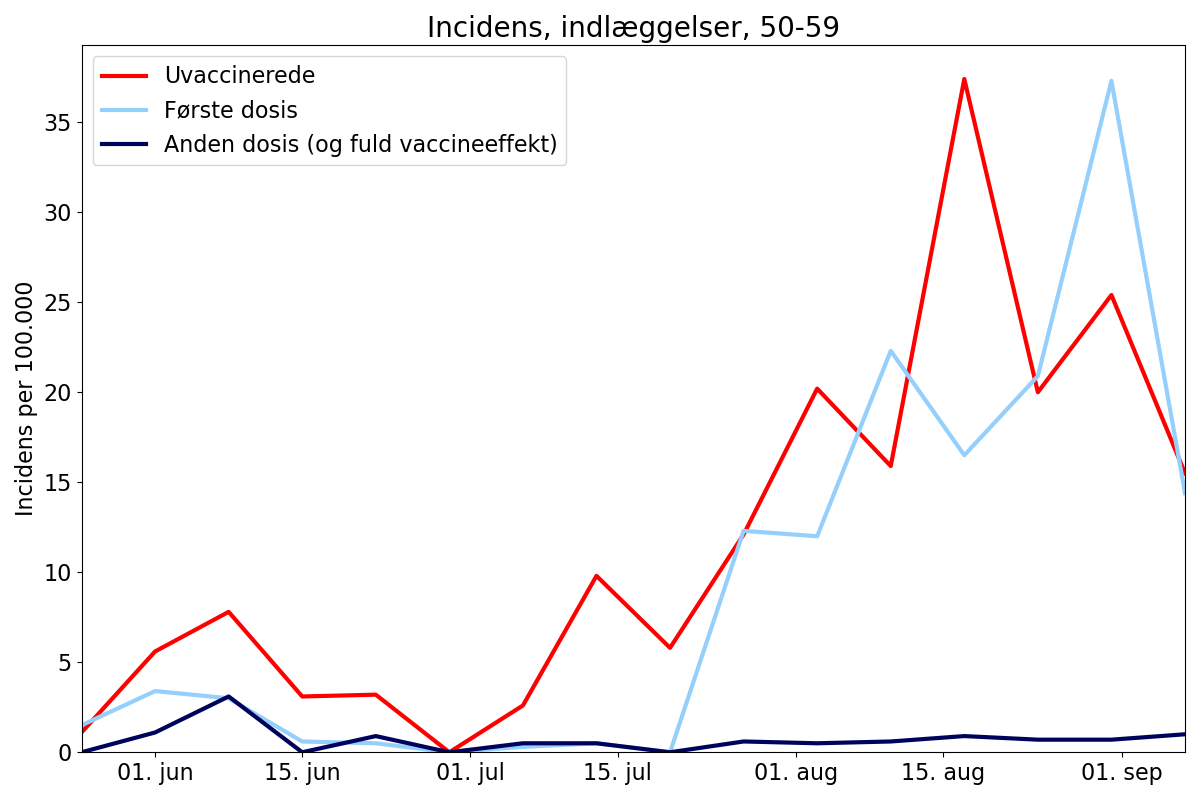 Incidens, indlæggelser, 50-59
Uvaccinerede
Første dosis
Anden dosis (og fuld vaccineeffekt)
Incidens per 100.000
35
30
25
20
15
10
5
0
01. jun
15. jun
01. jul
15. jul
01. aug
15. aug
01. sep